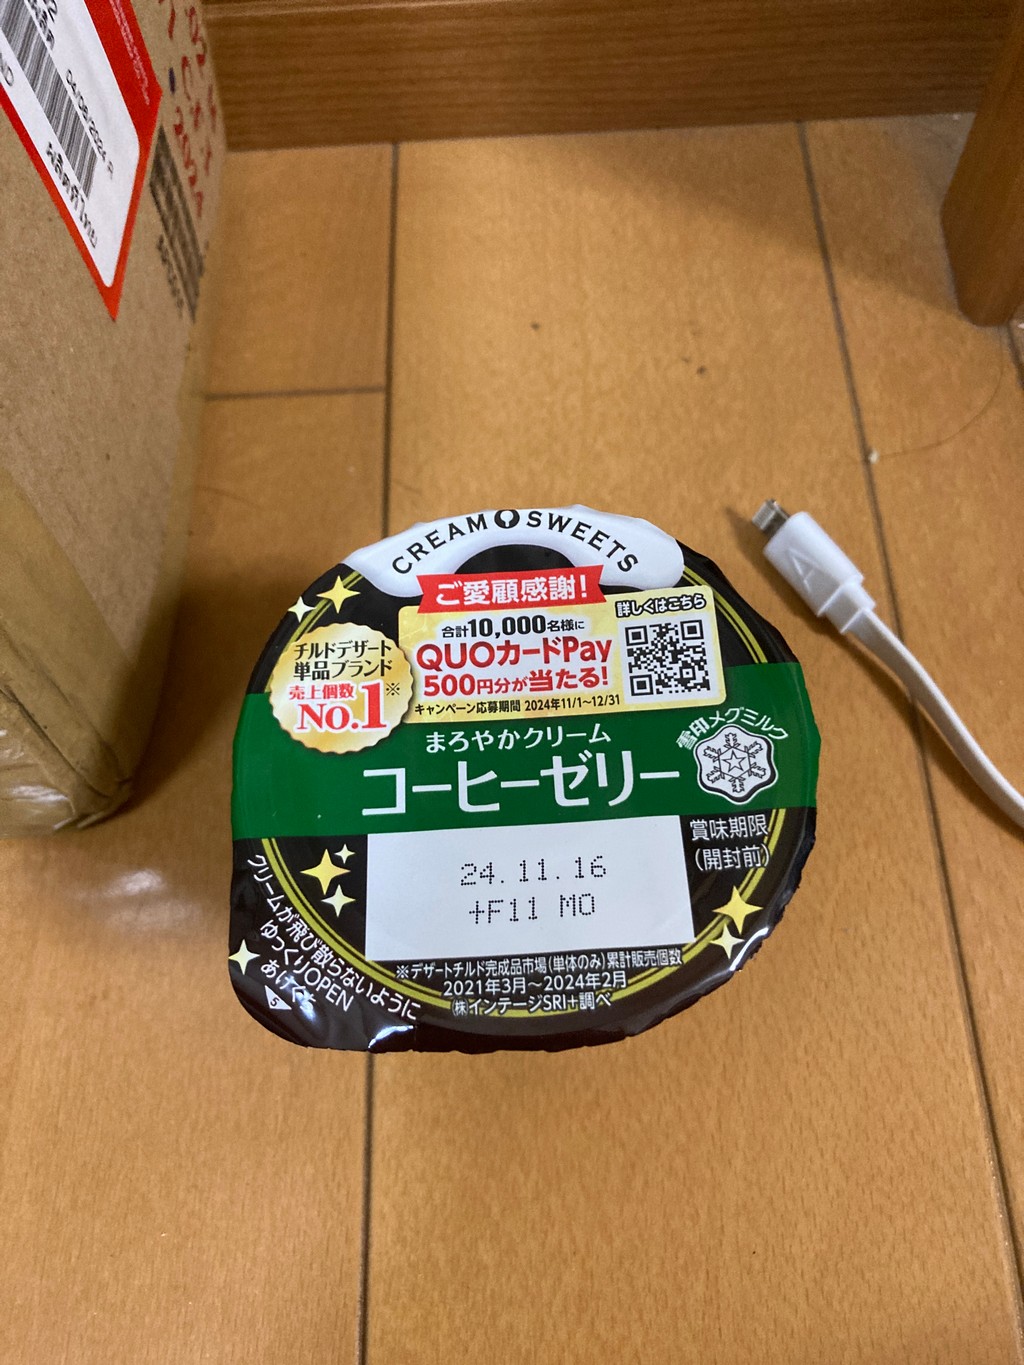 04/08/2024
2024
CREAM SWEETS
ご愛顧感謝!
詳しくはこちら
合計10,000名様に
QUOカードPay
500円分が当たる!
キャンペーン応募期間 2024年11/1~12/31
チルドデザート
単品ブランド
売上個数※
No.1
まろやかクリーム
コーヒーゼリー
雪印メグミルク
賞味期限
(開封前)
24.11.16
+F11 MO
※デザートチルド完成品市場(単体のみ)累計販売個数
2021年3月~2024年2月
㈱インテージSRI+調べ
クリームが飛び散らないように
ゆっくりOPEN
あけぐち
5
A